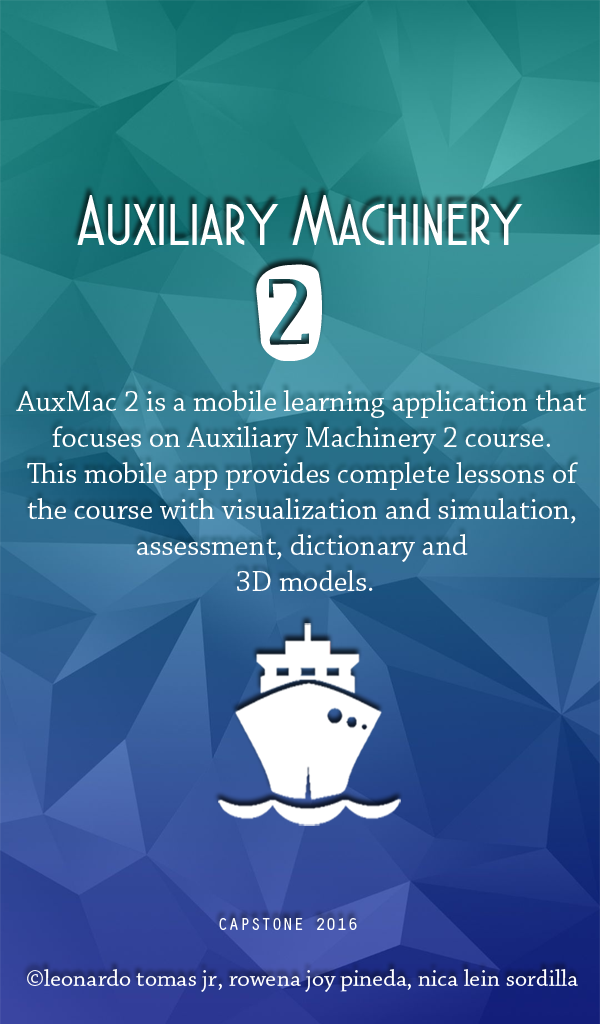 Auxiliary Machinery
2
AuxMac 2 is a mobile learning application that
focuses on Auxiliary Machinery 2 course.
This mobile app provides complete lessons of
the course with visualization and simulation,
assessment, dictionary and
3D models.
CAPSTONE 2016
©leonardo tomas jr, rowena joy pineda, nica lein sordilla